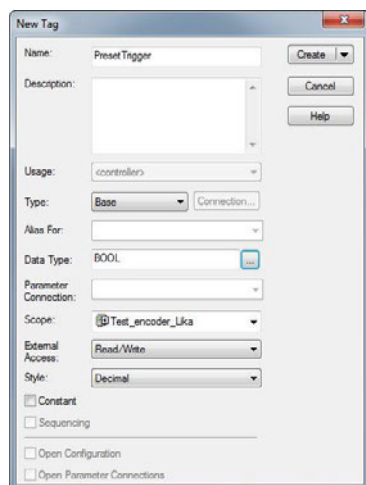 New Tag
Name: PresetTrigger Create
Description: Cancel
Help
Usage: <controller>
Type: Base Connection...
Alias For:
Data Type: BOOL ...
Parameter
Connection:
Scope: Test_encoder_Lika
External
Access: Read/Write
Style: Decimal
Constant
Sequencing
Open Configuration
Open Parameter Connections